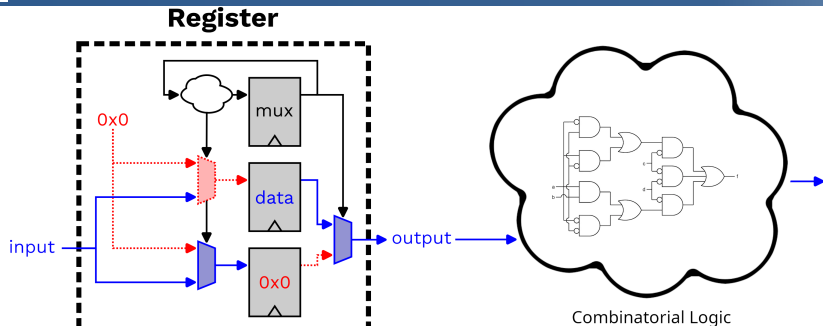 Register
mux
0x0
data
input
output
0x0
a
b
c
d
f
Combinatorial Logic